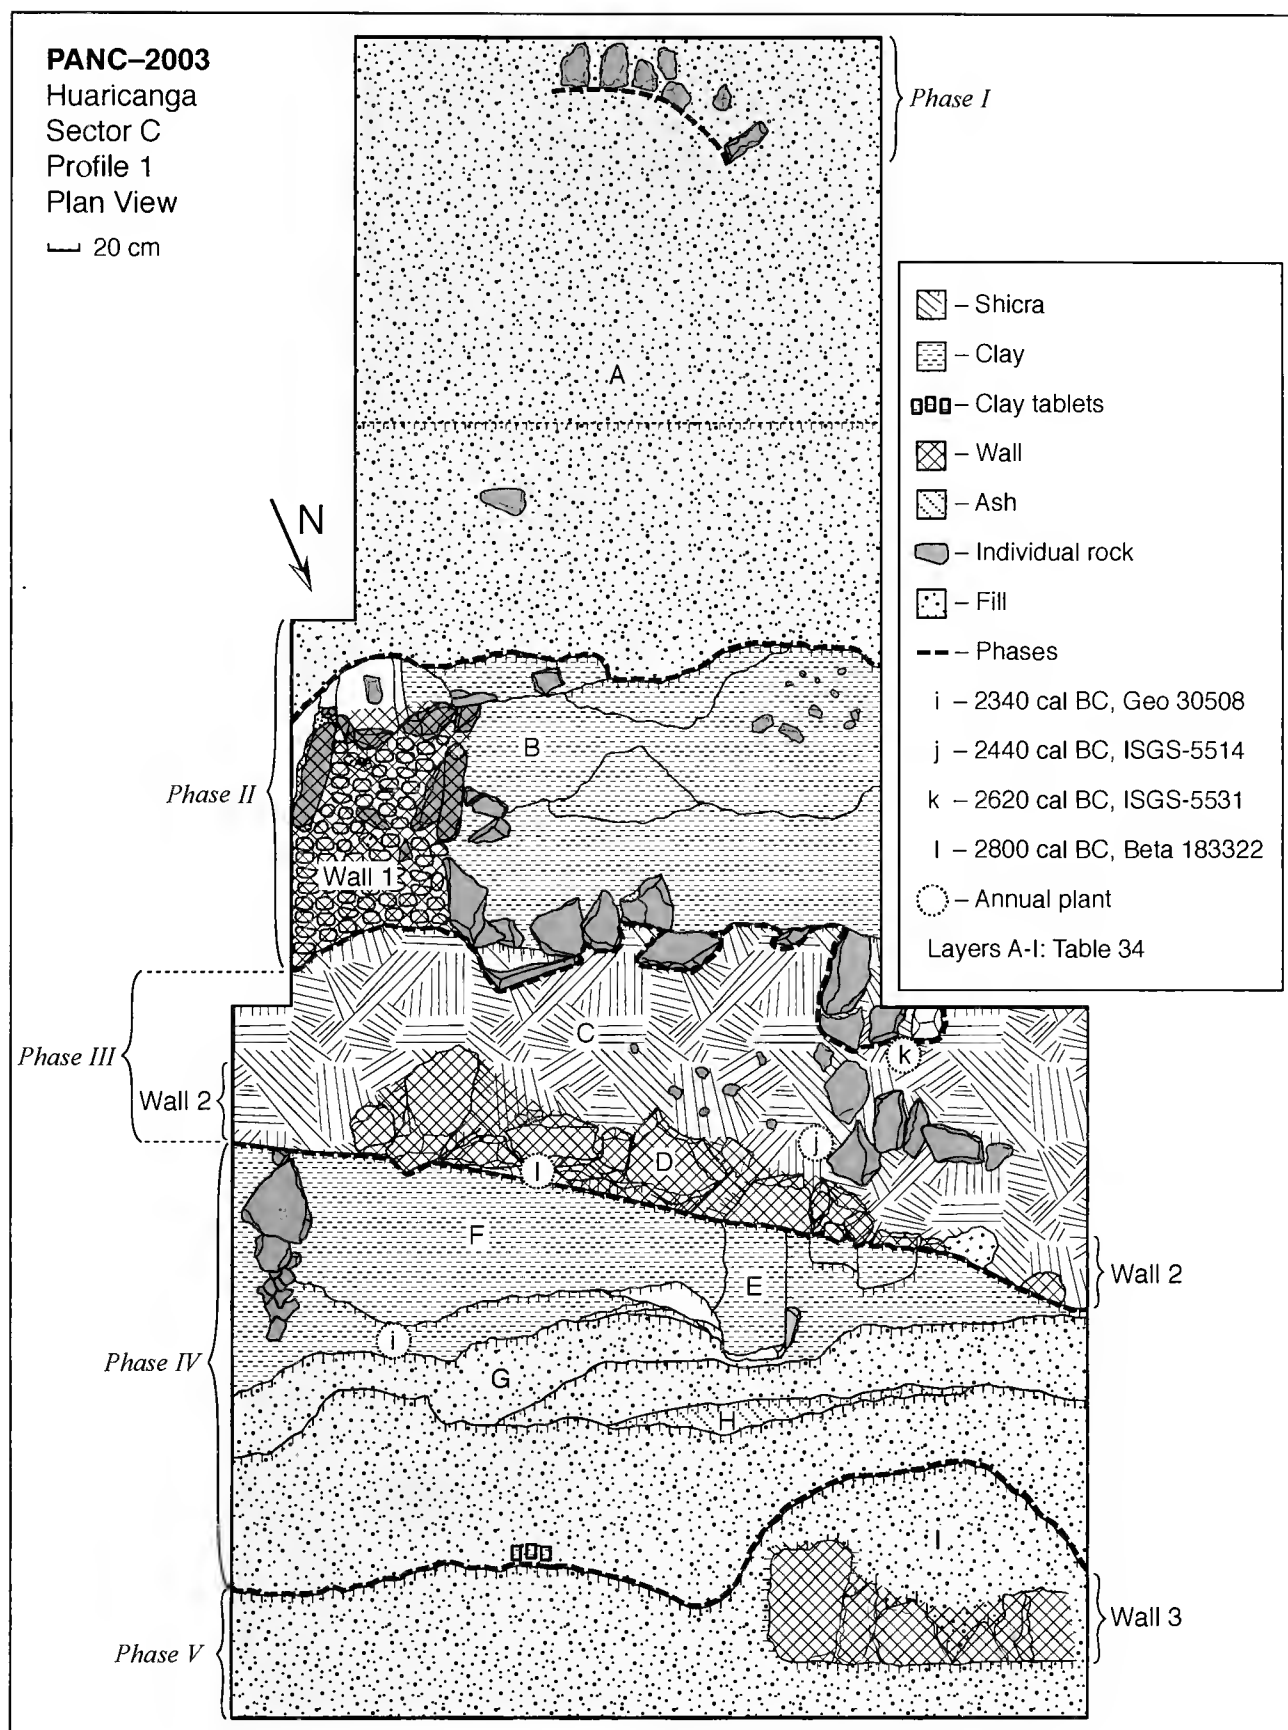 PANC–2003
Huaricanga
Sector C
Profile 1
Plan View
20 cm
Phase I
A
N
– Shicra
– Clay
– Clay tablets
– Wall
– Ash
– Individual rock
– Fill
– Phases
i – 2340 cal BC, Geo 30508
j – 2440 cal BC, ISGS-5514
k – 2620 cal BC, ISGS-5531
l – 2800 cal BC, Beta 183322
– Annual plant
Layers A-I: Table 34
B
Phase II
Wall 1
C
k
Phase III
Wall 2
j
D
l
F
E
Wall 2
i
Phase IV
G
H
I
Wall 3
Phase V